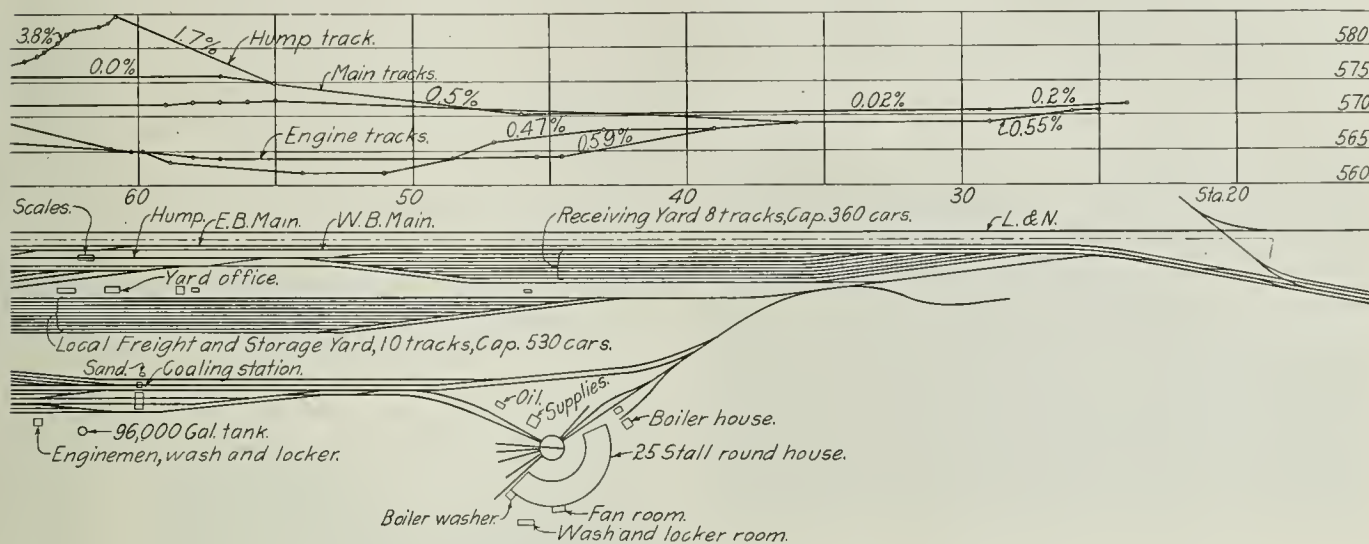 580
3.8%
1.7%
Hump track.
0.0%
Main tracks.
575
0.5%
0.02%
0.2%
570
Engine tracks.
0.47%
0.59%
0.55%
565
560
60
50
40
30
Sta.20
Scales.
Hump.
E.B.Main.
W.B.Main.
Receiving Yard 8 tracks, Cap. 360 cars.
L.&N.
Yard office.
Local Freight and Storage Yard, 10 tracks, Cap. 530 cars.
Sand
Coaling station.
Oil.
Supplies.
Boiler house.
96,000 Gal. tank.
Enginemen, wash and locker.
25 Stall round house.
Boiler washer.
Fan room.
Wash and locker room.